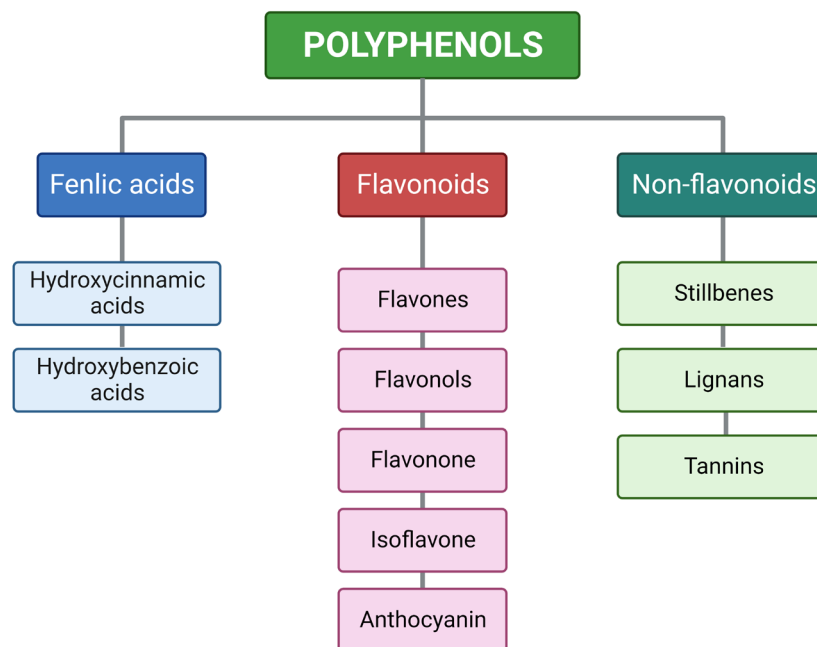 POLYPHENOLS
Fenlic acids
Flavonoids
Non-flavonoids
Hydroxycinnamic
acids
Hydroxybenzoic
acids
Flavones
Flavonols
Flavonone
Isoflavone
Anthocyanin
Stillbenes
Lignans
Tannins